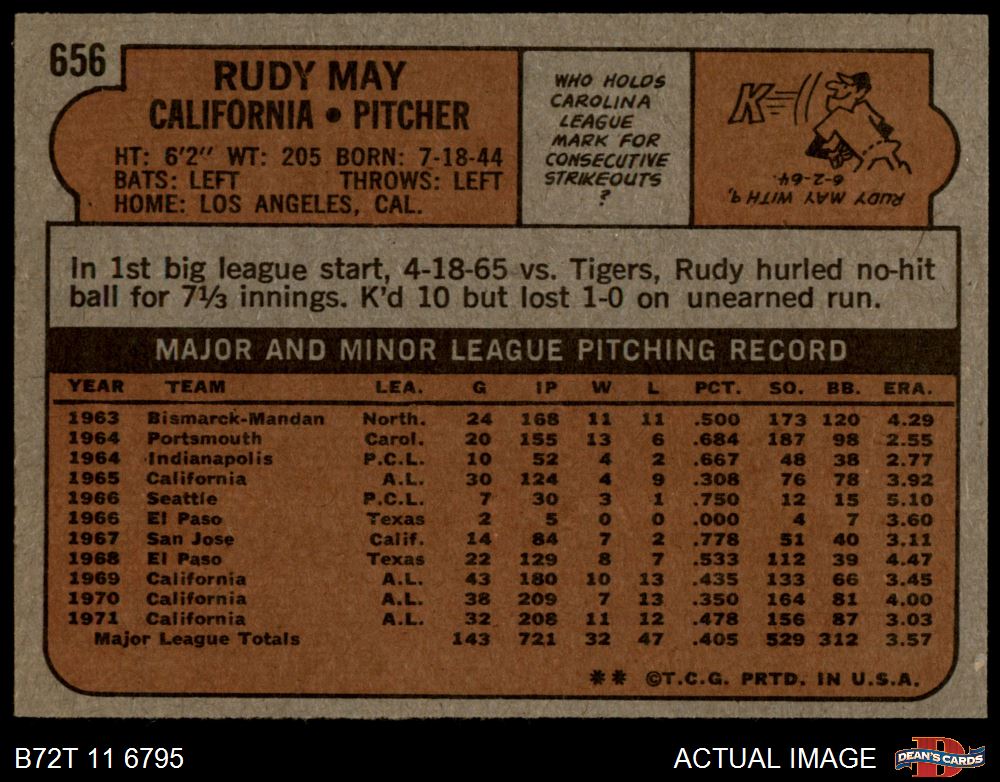 656
RUDY MAY
CALIFORNIA • PITCHER
HT: 6'2" WT: 205 BORN: 7-18-44
BATS: LEFT THROWS: LEFT
HOME: LOS ANGELES, CAL.
WHO HOLDS
CAROLINA
LEAGUE
MARK FOR
CONSECUTIVE
STRIKEOUTS
?
K
RUDY MAY WITH 9,
6-2-64.
In 1st big league start, 4-18-65 vs. Tigers, Rudy hurled no-hit
ball for 7⅓ innings. K'd 10 but lost 1-0 on unearned run.
MAJOR AND MINOR LEAGUE PITCHING RECORD
YEAR TEAM LEA. G IP W L PCT. SO. BB. ERA.
1963 Bismarck-Mandan North. 24 168 11 11 .500 173 120 4.29
1964 Portsmouth Carol. 20 155 13 6 .684 187 98 2.55
1964 Indianapolis P.C.L. 10 52 4 2 .667 48 38 2.77
1965 California A.L. 30 124 4 9 .308 76 78 3.92
1966 Seattle P.C.L. 7 30 3 1 .750 12 15 5.10
1966 El Paso Texas 2 5 0 0 .000 4 7 3.60
1967 San Jose Calif. 14 84 7 2 .778 51 40 3.11
1968 El Paso Texas 22 129 8 7 .533 112 39 4.47
1969 California A.L. 43 180 10 13 .435 133 66 3.45
1970 California A.L. 38 209 7 13 .350 164 81 4.00
1971 California A.L. 32 208 11 12 .478 156 87 3.03
Major League Totals 143 721 32 47 .405 529 312 3.57
** ©T.C.G. PRTD. IN U.S.A.
B72T 11 6795
ACTUAL IMAGE
D
DEAN'S CARDS